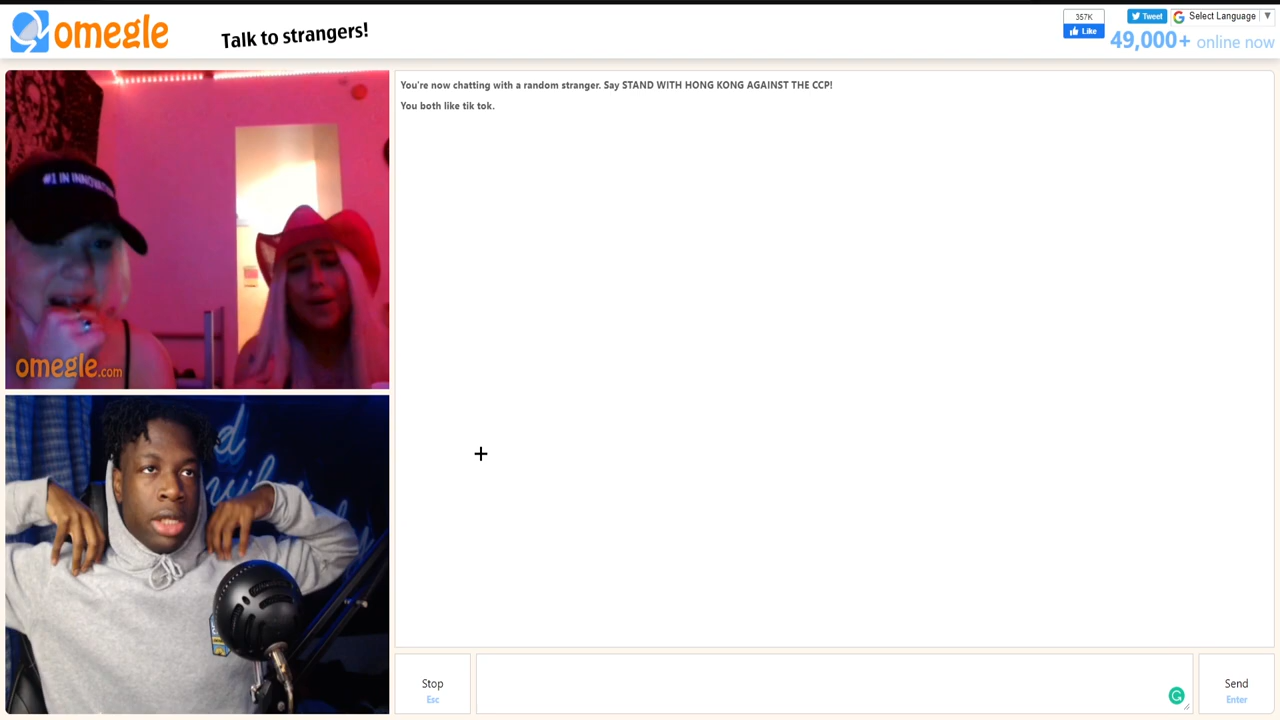 omegle
Talk to strangers!
357K
Like
Tweet
Select Language
49,000+ online now
You're now chatting with a random stranger. Say STAND WITH HONG KONG AGAINST THE CCP!
You both like tik tok.
#1 IN
omegle.com
Stop
Esc
Send
Enter